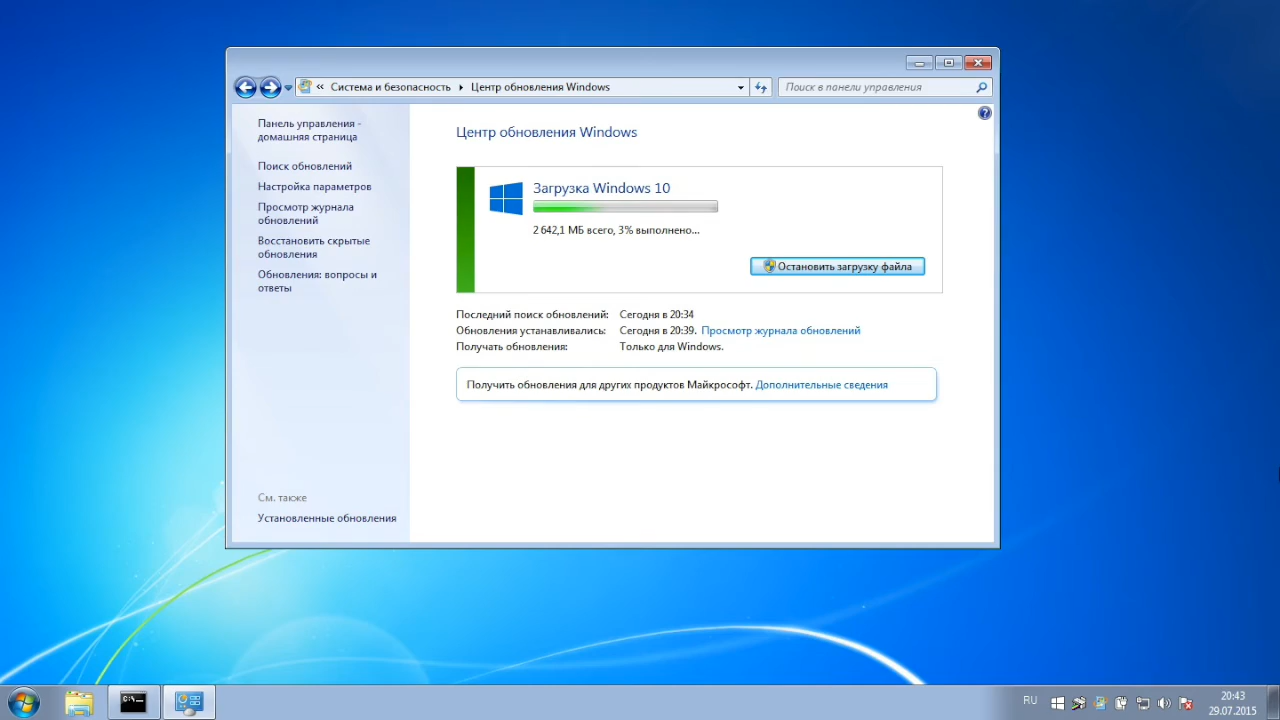 « Система и безопасность Центр обновления Windows
Поиск в панели управления
Панель управления -
домашняя страница
Поиск обновлений
Настройка параметров
Просмотр журнала
обновлений
Восстановить скрытые
обновления
Обновления: вопросы и
ответы
См. также
Установленные обновления
Центр обновления Windows
Загрузка Windows 10
2 642,1 МБ всего, 3% выполнено...
Остановить загрузку файла
Последний поиск обновлений: Сегодня в 20:34
Обновления устанавливались: Сегодня в 20:39. Просмотр журнала обновлений
Получать обновления: Только для Windows.
Получить обновления для других продуктов Майкрософт. Дополнительные сведения
C:\
RU
20:43
29.07.2015